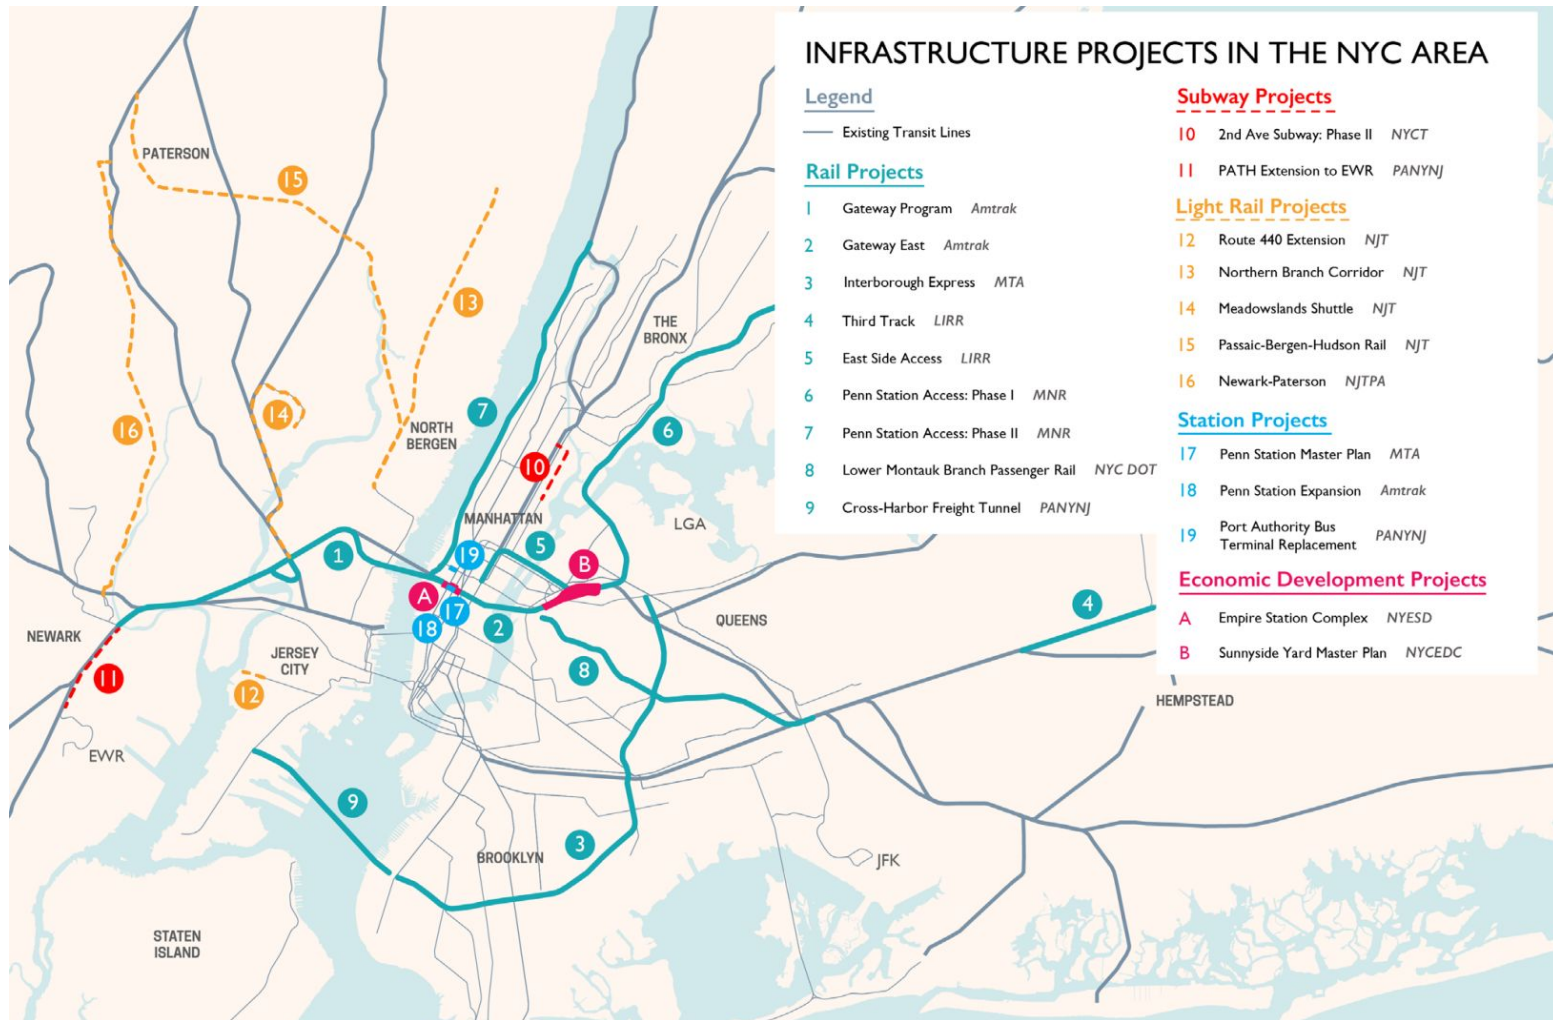 INFRASTRUCTURE PROJECTS IN THE NYC AREA
Legend
Existing Transit Lines
Rail Projects
1 Gateway Program Amtrak
2 Gateway East Amtrak
3 Interborough Express MTA
4 Third Track LIRR
5 East Side Access LIRR
6 Penn Station Access: Phase I MNR
7 Penn Station Access: Phase II MNR
8 Lower Montauk Branch Passenger Rail NYC DOT
9 Cross-Harbor Freight Tunnel PANYNJ
Subway Projects
10 2nd Ave Subway: Phase II NYCT
11 PATH Extension to EWR PANYNJ
Light Rail Projects
12 Route 440 Extension NJT
13 Northern Branch Corridor NJT
14 Meadowslands Shuttle NJT
15 Passaic-Bergen-Hudson Rail NJT
16 Newark-Paterson NJTPA
Station Projects
17 Penn Station Master Plan MTA
18 Penn Station Expansion Amtrak
19 Port Authority Bus
Terminal Replacement PANYNJ
Economic Development Projects
A Empire Station Complex NYESD
B Sunnyside Yard Master Plan NYCEDC
PATERSON
15
13
THE
BRONX
14
7
16
NORTH
BERGEN
6
10
MANHATTAN
LGA
1
19
5
B
A
17
18
2
4
QUEENS
NEWARK
JERSEY
CITY
8
11
12
HEMPSTEAD
EWR
9
3
BROOKLYN
JFK
STATEN
ISLAND